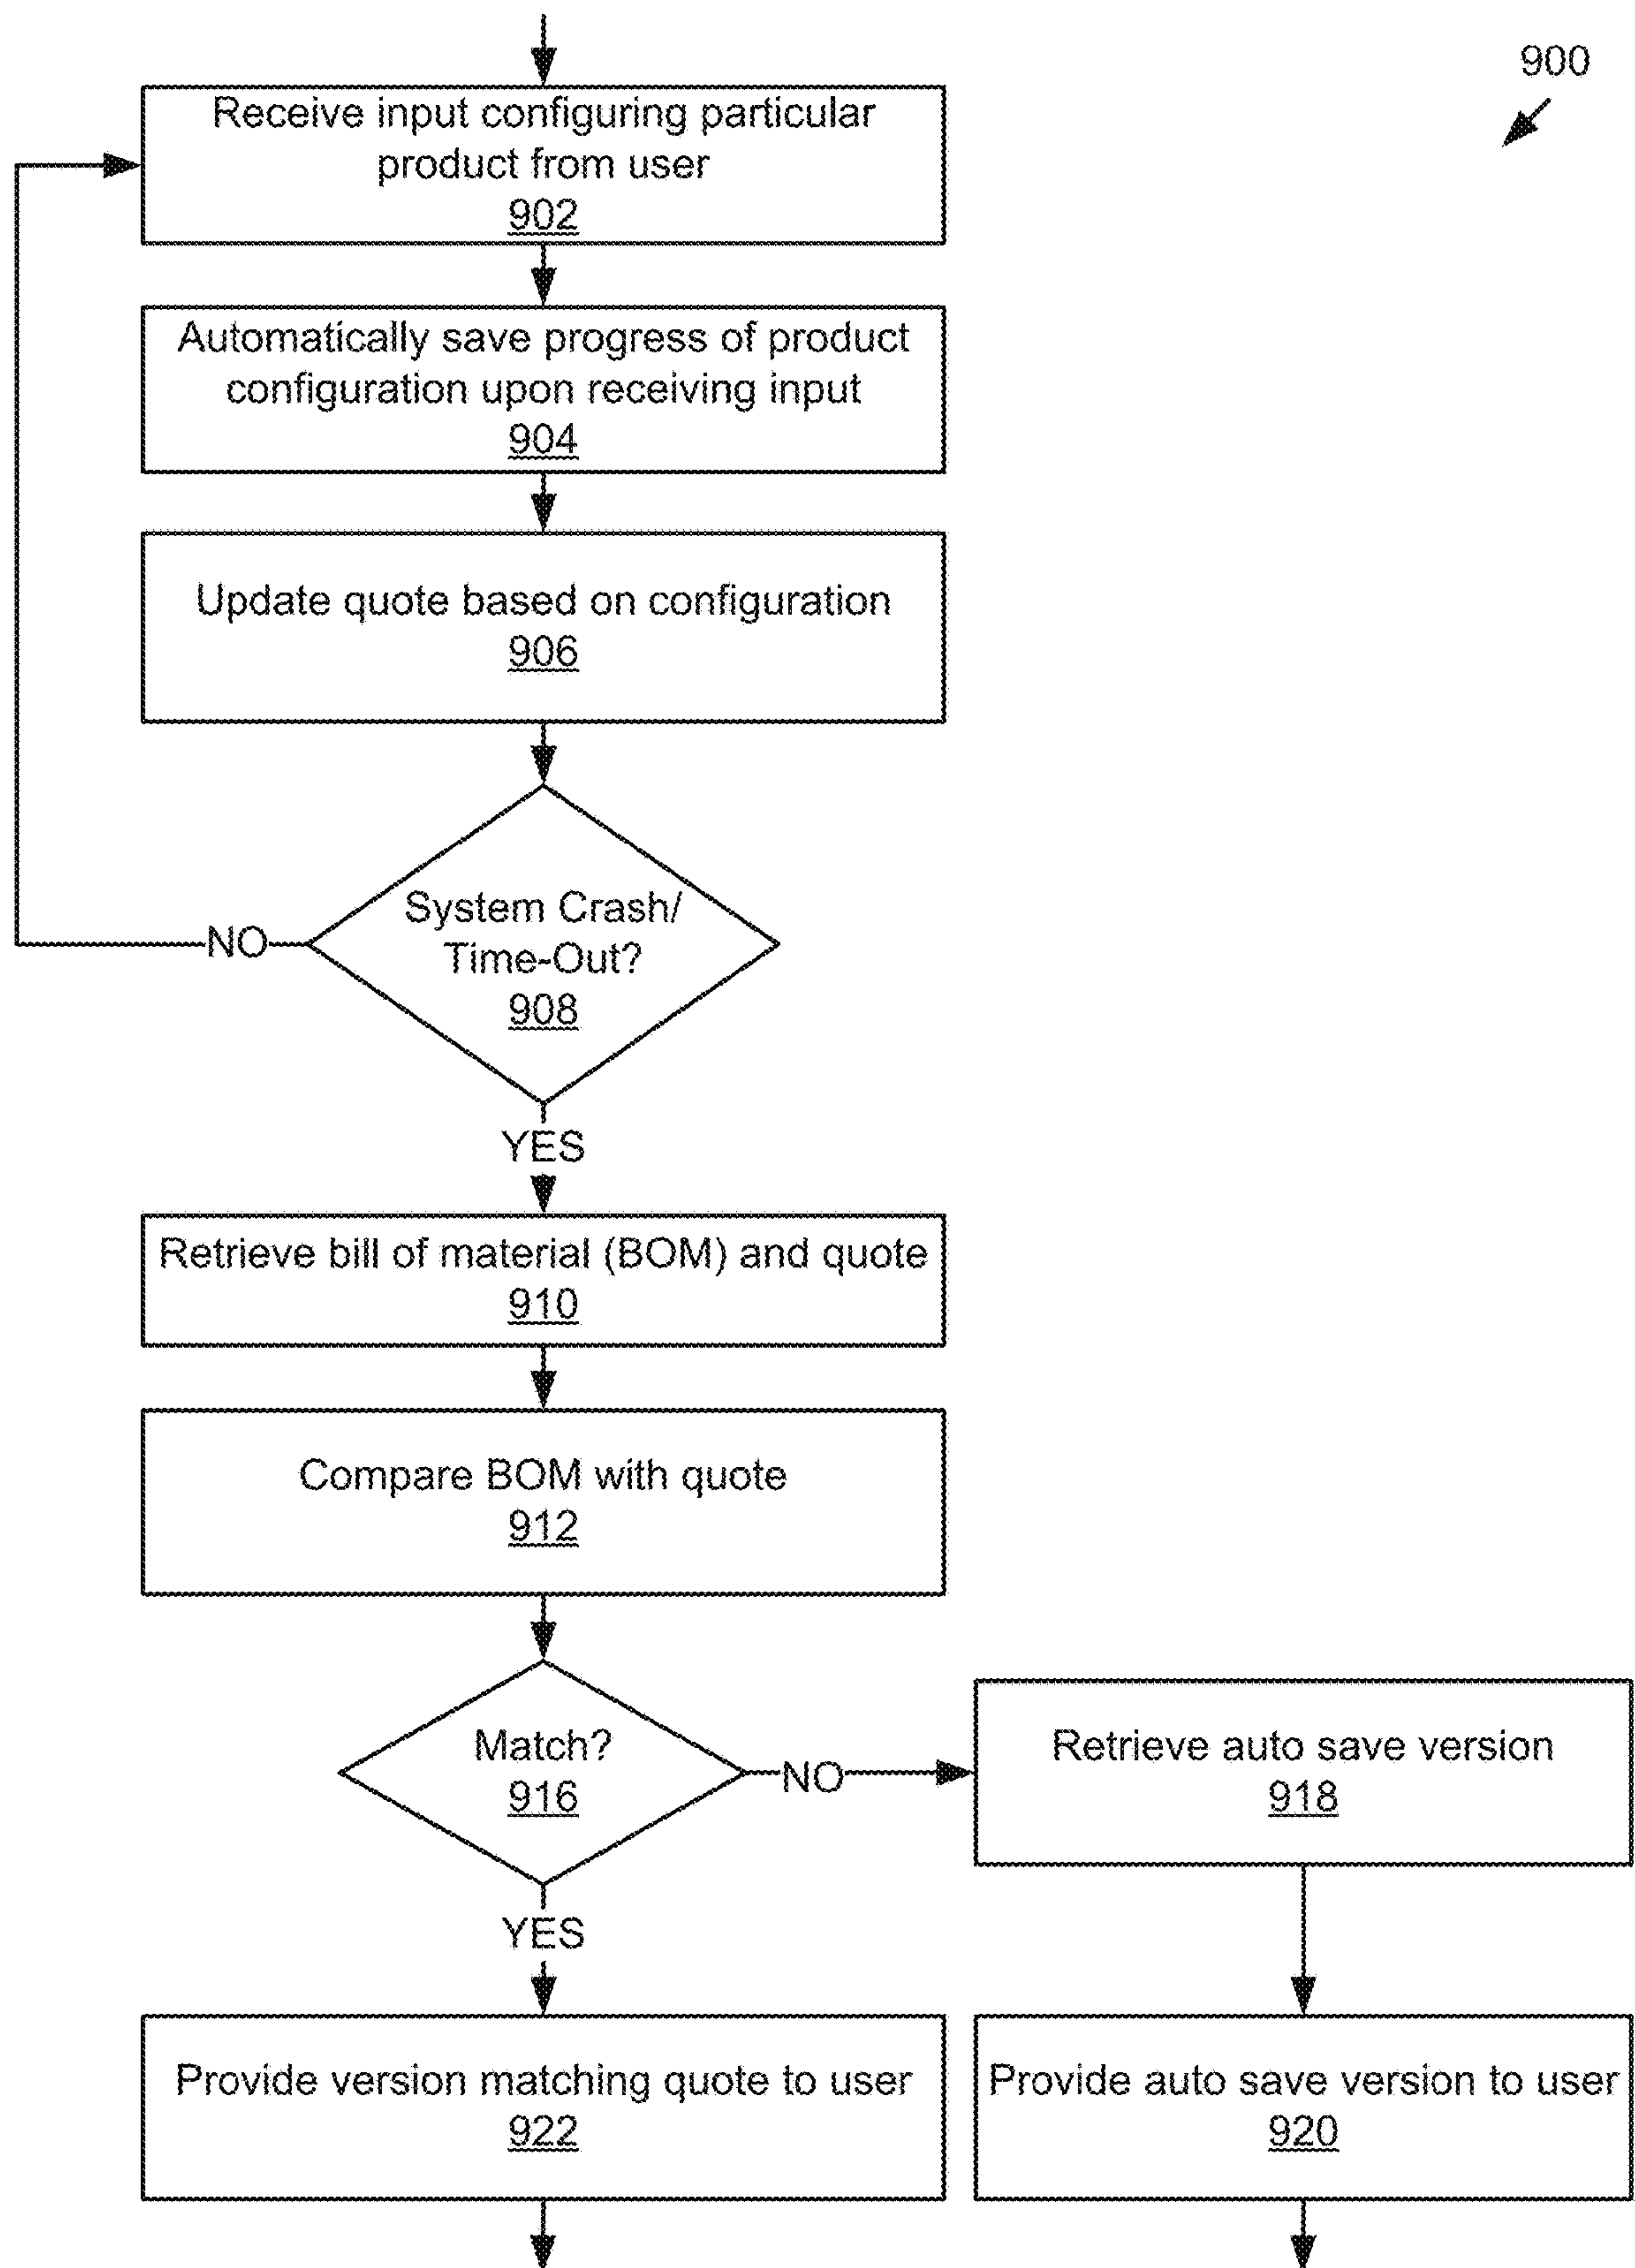 900
Receive input configuring particular
product from user
902
Automatically save progress of product
configuration upon receiving input
904
Update quote based on configuration
906
System Crash/
Time-Out?
908
NO
YES
Retrieve bill of material (BOM) and quote
910
Compare BOM with quote
912
Match?
916
NO
Retrieve auto save version
918
YES
Provide version matching quote to user
922
Provide auto save version to user
920